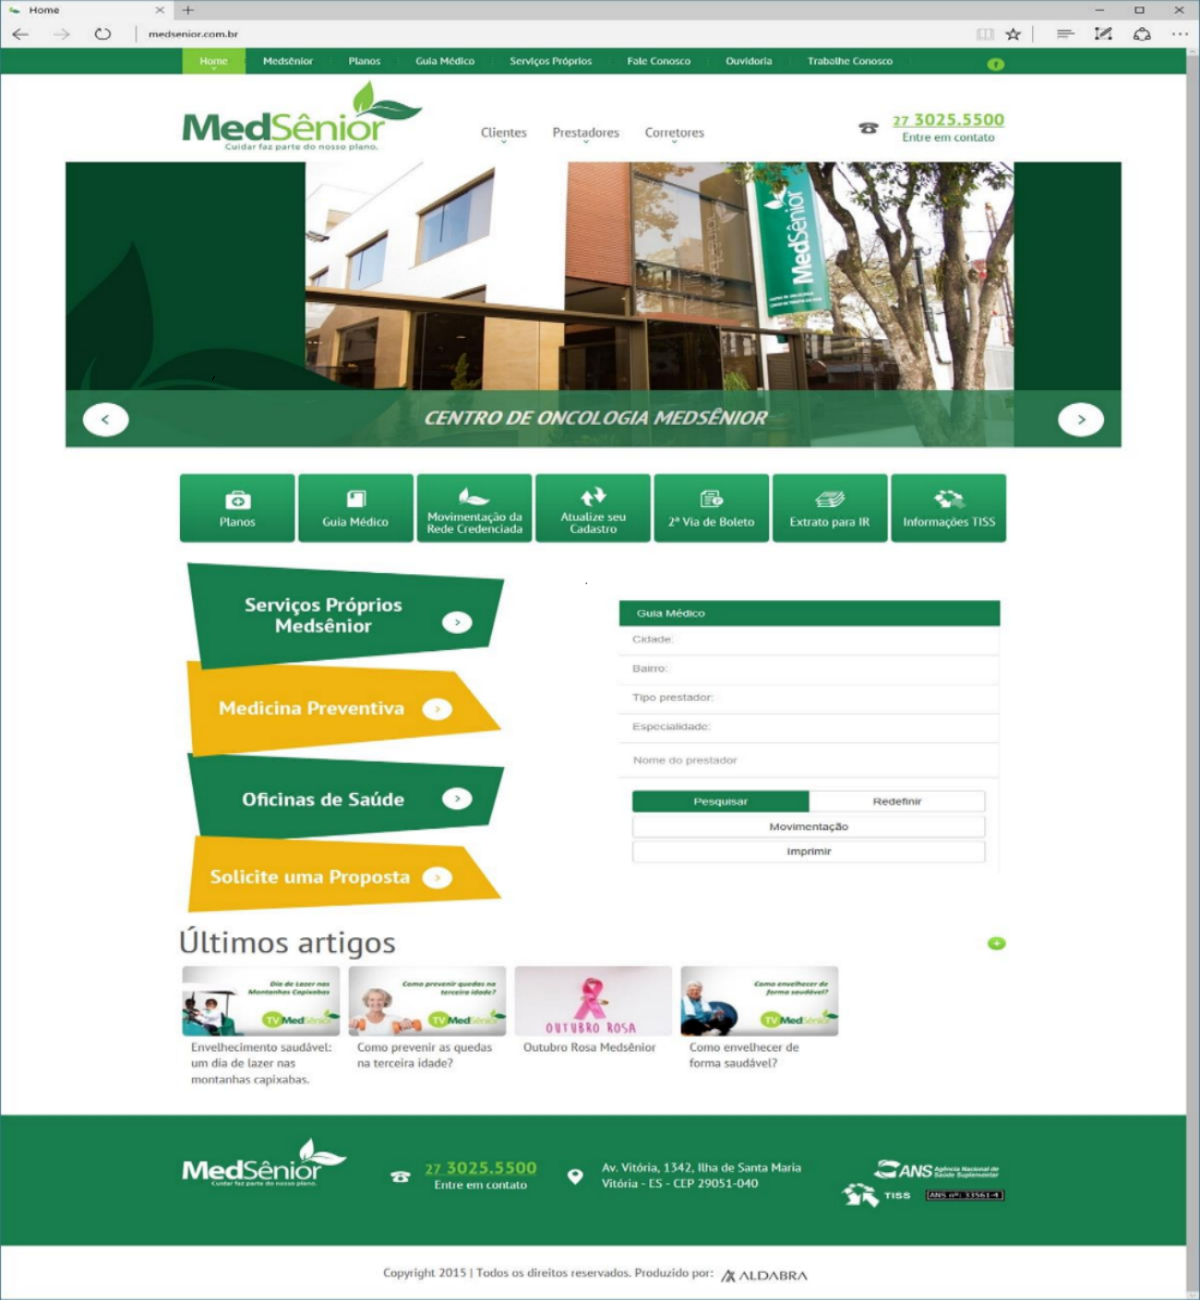 Home
medsenior.com.br
Home Medsênior Planos Guia Médico Serviços Próprios Fale Conosco Ouvidoria Trabalhe Conosco
MedSênior
Cuidar faz parte do nosso plano.
Clientes Prestadores Corretores
27 3025.5500
Entre em contato
MedSênior
CENTRO DE ONCOLOGIA MEDSÊNIOR
Planos
Guia Médico
Movimentação da
Rede Credenciada
Atualize seu
Cadastro
2ª Via de Boleto
Extrato para IR
Informações TISS
Serviços Próprios
Medsênior
Medicina Preventiva
Oficinas de Saúde
Solicite uma Proposta
Guia Médico
Cidade:
Bairro:
Tipo prestador:
Especialidade:
Nome do prestador
Pesquisar Redefinir
Movimentação
Imprimir
Últimos artigos
Dia de Lazer nas
Montanhas Capixabas
TV MedSênior
Como prevenir quedas na
terceira idade?
TV MedSênior
OUTUBRO ROSA
Como envelhecer de
forma saudável?
TV MedSênior
Envelhecimento saudável:
um dia de lazer nas
montanhas capixabas.
Como prevenir as quedas
na terceira idade?
Outubro Rosa Medsênior
Como envelhecer de
forma saudável?
MedSênior
Cuidar faz parte do nosso plano.
27 3025.5500
Entre em contato
Av. Vitória, 1342, Ilha de Santa Maria
Vitória - ES - CEP 29051-040
ANS Agência Nacional de
Saúde Suplementar
TISS ANS nº: 33561-4
Copyright 2015 | Todos os direitos reservados. Produzido por: ALDABRA